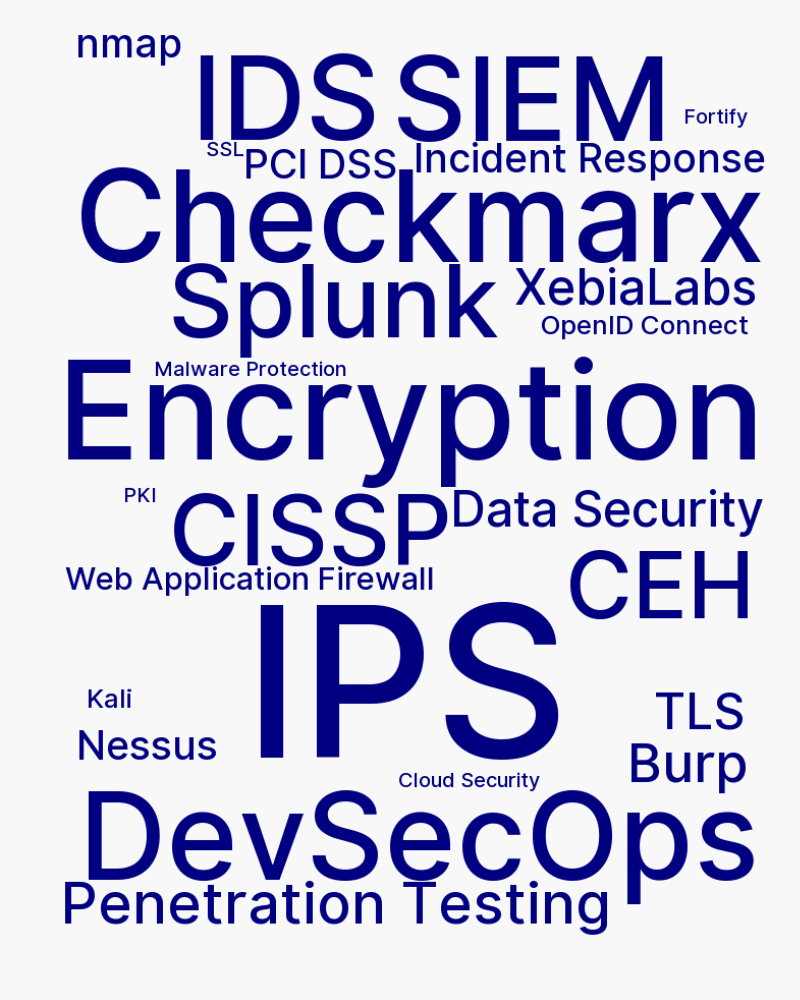 nmap
IDS
SIEM
Fortify
SSL
PCI DSS
Incident Response
Checkmarx
Splunk
XebiaLabs
OpenID Connect
Malware Protection
Encryption
PKI
CISSP
Data Security
Web Application Firewall
CEH
IPS
Kali
TLS
Nessus
Burp
Cloud Security
DevSecOps
Penetration Testing